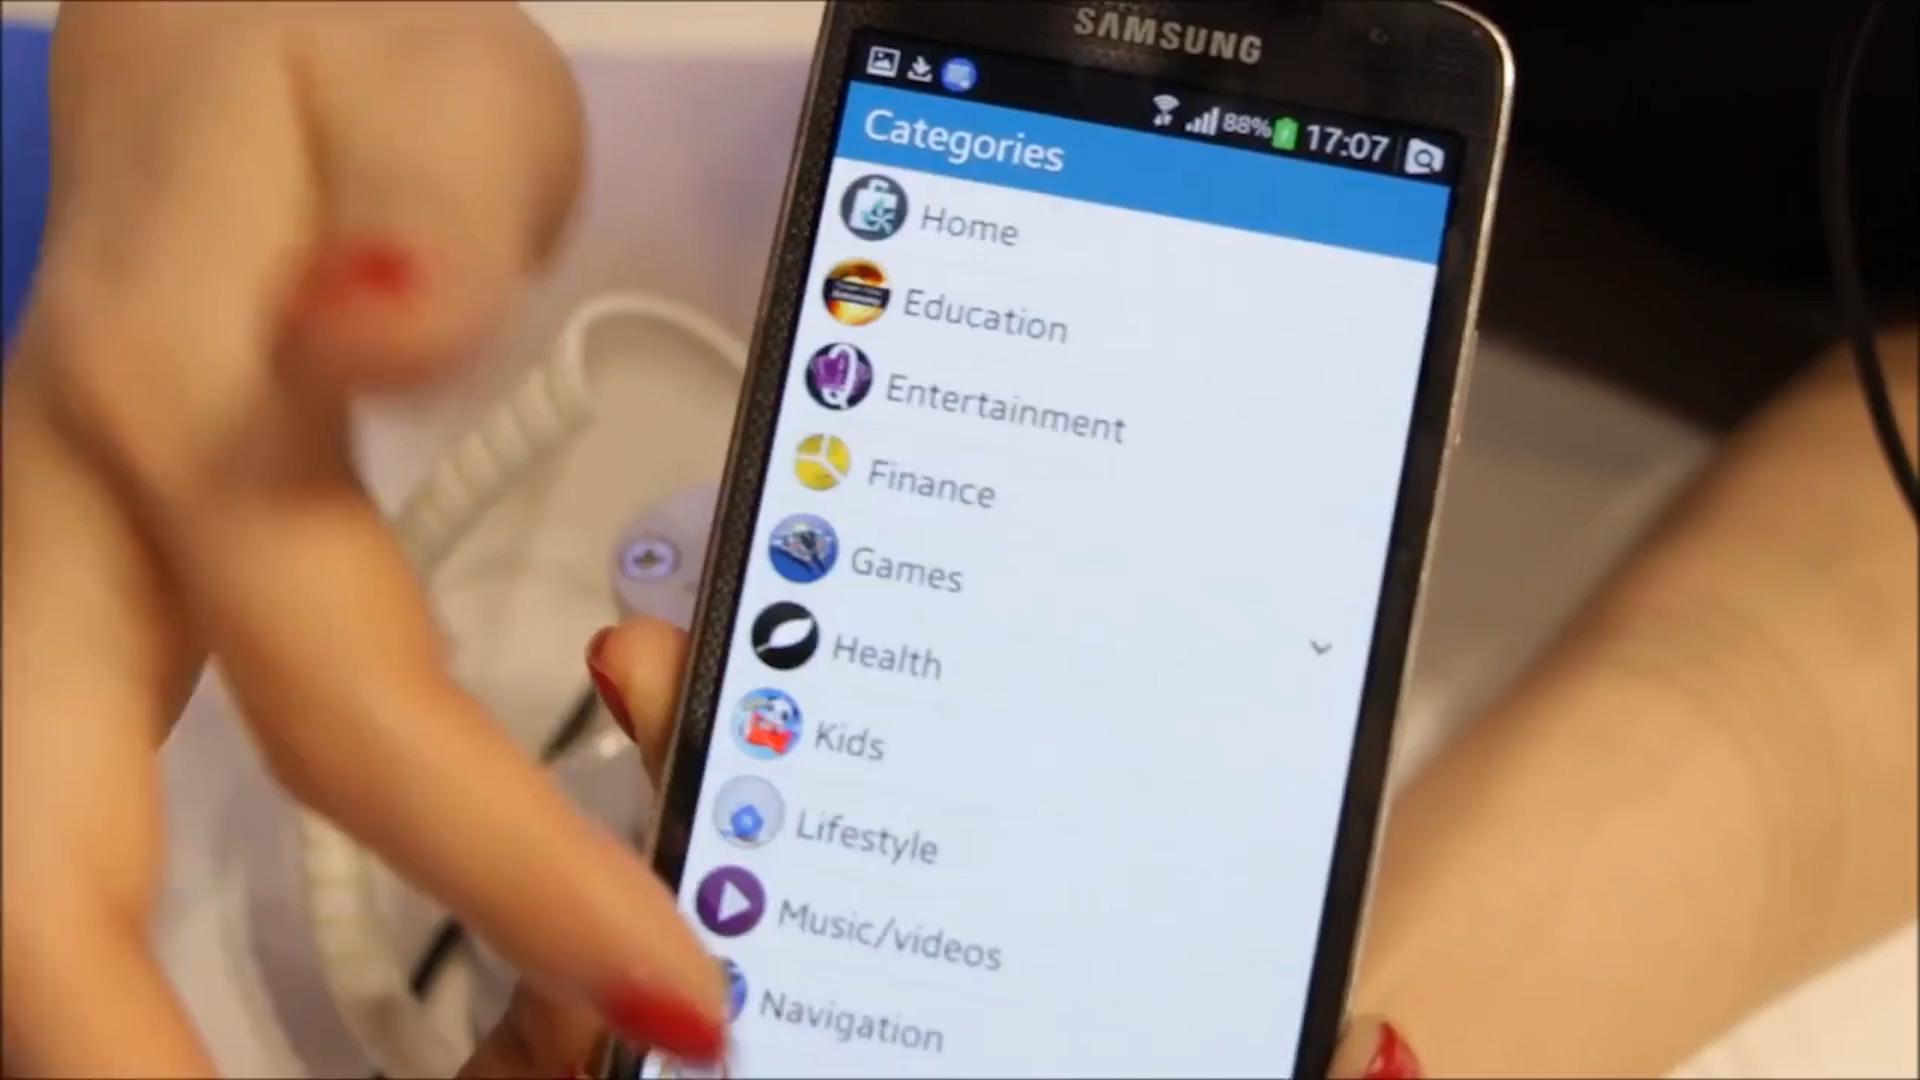 SAMSUNG
88% 17:07
Categories
Home
Education
Entertainment
Finance
Games
Health
Kids
Lifestyle
Music/videos
Navigation